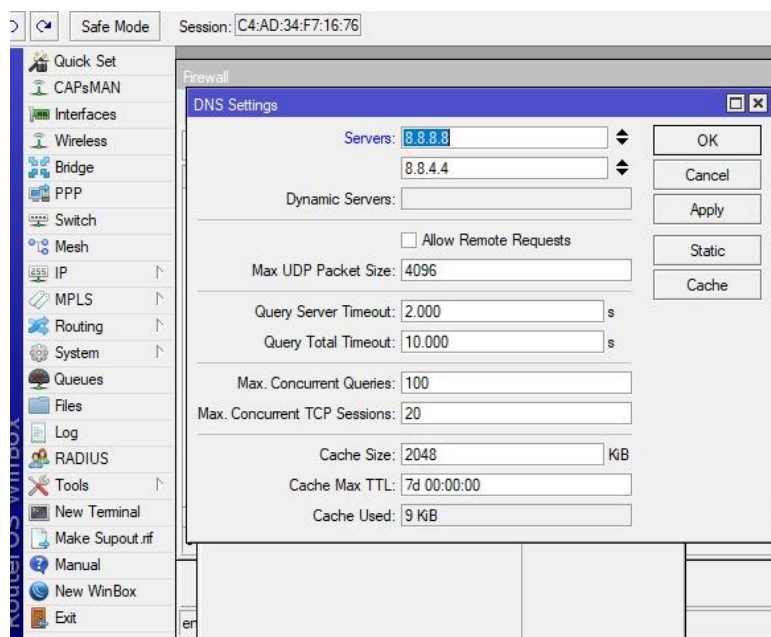 Safe Mode Session: C4:AD:34:F7:16:76
Quick Set
CAPsMAN
Interfaces
Wireless
Bridge
PPP
Switch
Mesh
IP
MPLS
Routing
System
Queues
Files
Log
RADIUS
Tools
New Terminal
Make Supout.rif
Manual
New WinBox
Exit
RouterOS WinBox
Firewall
DNS Settings
Servers: 8.8.8.8
8.8.4.4
Dynamic Servers:
Allow Remote Requests
Max UDP Packet Size: 4096
Query Server Timeout: 2.000 s
Query Total Timeout: 10.000 s
Max. Concurrent Queries: 100
Max. Concurrent TCP Sessions: 20
Cache Size: 2048 KiB
Cache Max TTL: 7d 00:00:00
Cache Used: 9 KiB
OK
Cancel
Apply
Static
Cache